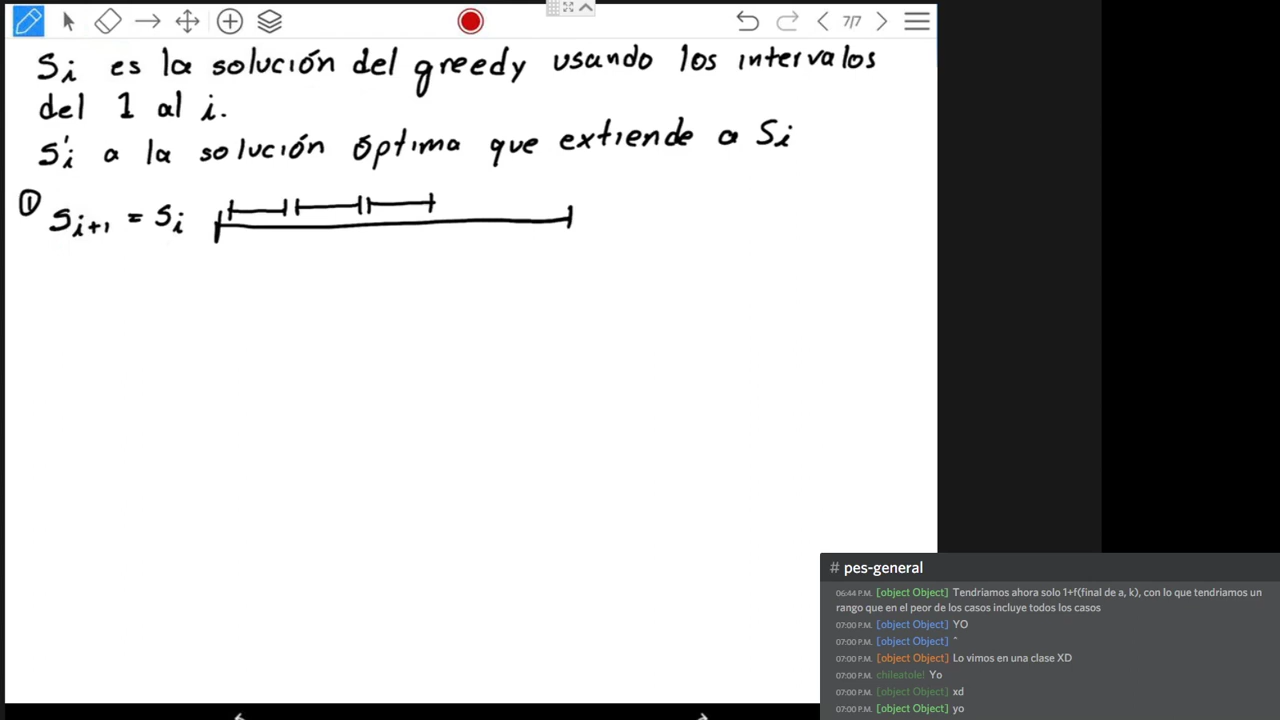 7/7
Si es la solución del greedy usando los intervalos
del 1 al i.
S'i a la solución óptima que extiende a Si
① Si+1 = Si
# pes-general
06:44 P.M. [object Object] Tendriamos ahora solo 1+f(final de a, k), con lo que tendriamos un
rango que en el peor de los casos incluye todos los casos
07:00 P.M. [object Object] YO
07:00 P.M. [object Object] ^
07:00 P.M. [object Object] Lo vimos en una clase XD
07:00 P.M. chileatole! Yo
07:00 P.M. [object Object] xd
07:00 P.M. [object Object] yo